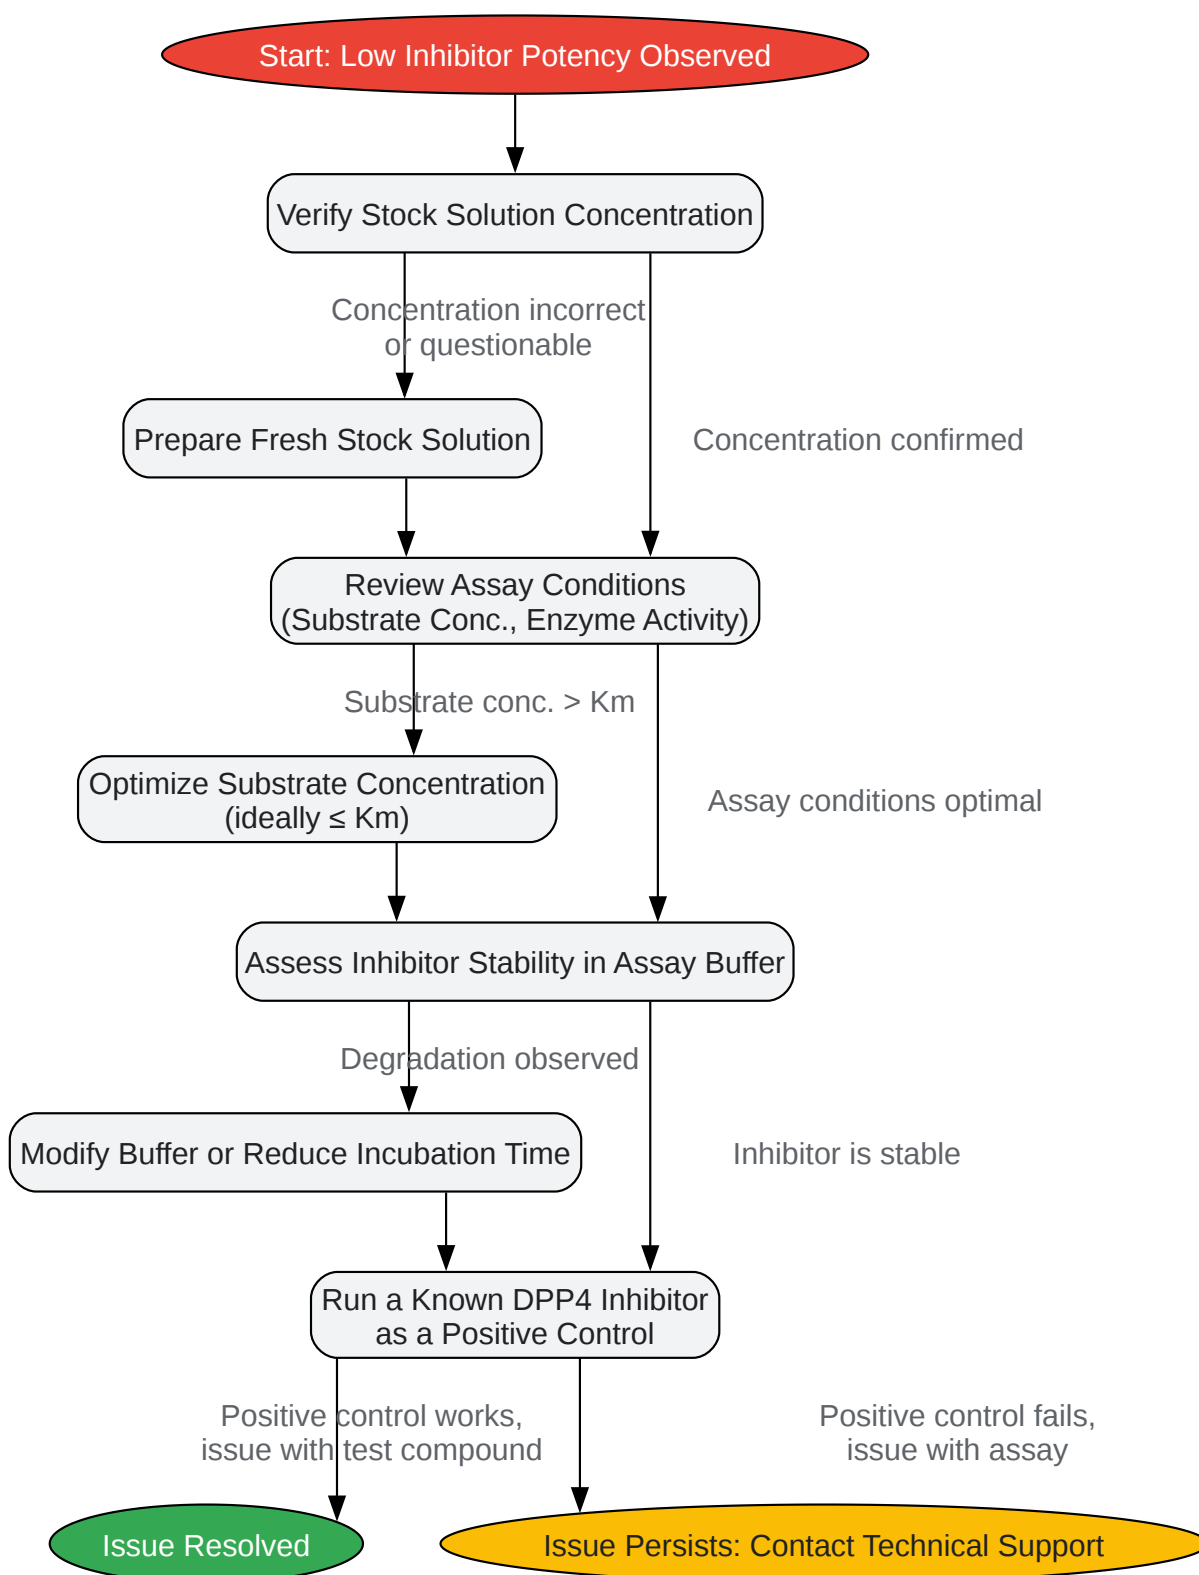 Start: Low Inhibitor Potency Observed
Verify Stock Solution Concentration
Concentration incorrect
or questionable
Prepare Fresh Stock Solution
Concentration confirmed
Review Assay Conditions
(Substrate Conc., Enzyme Activity)
Substrate conc. > Km
Optimize Substrate Concentration
(ideally ≤ Km)
Assay conditions optimal
Assess Inhibitor Stability in Assay Buffer
Degradation observed
Modify Buffer or Reduce Incubation Time
Inhibitor is stable
Run a Known DPP4 Inhibitor
as a Positive Control
Positive control works,
issue with test compound
Positive control fails,
issue with assay
Issue Resolved
Issue Persists: Contact Technical Support